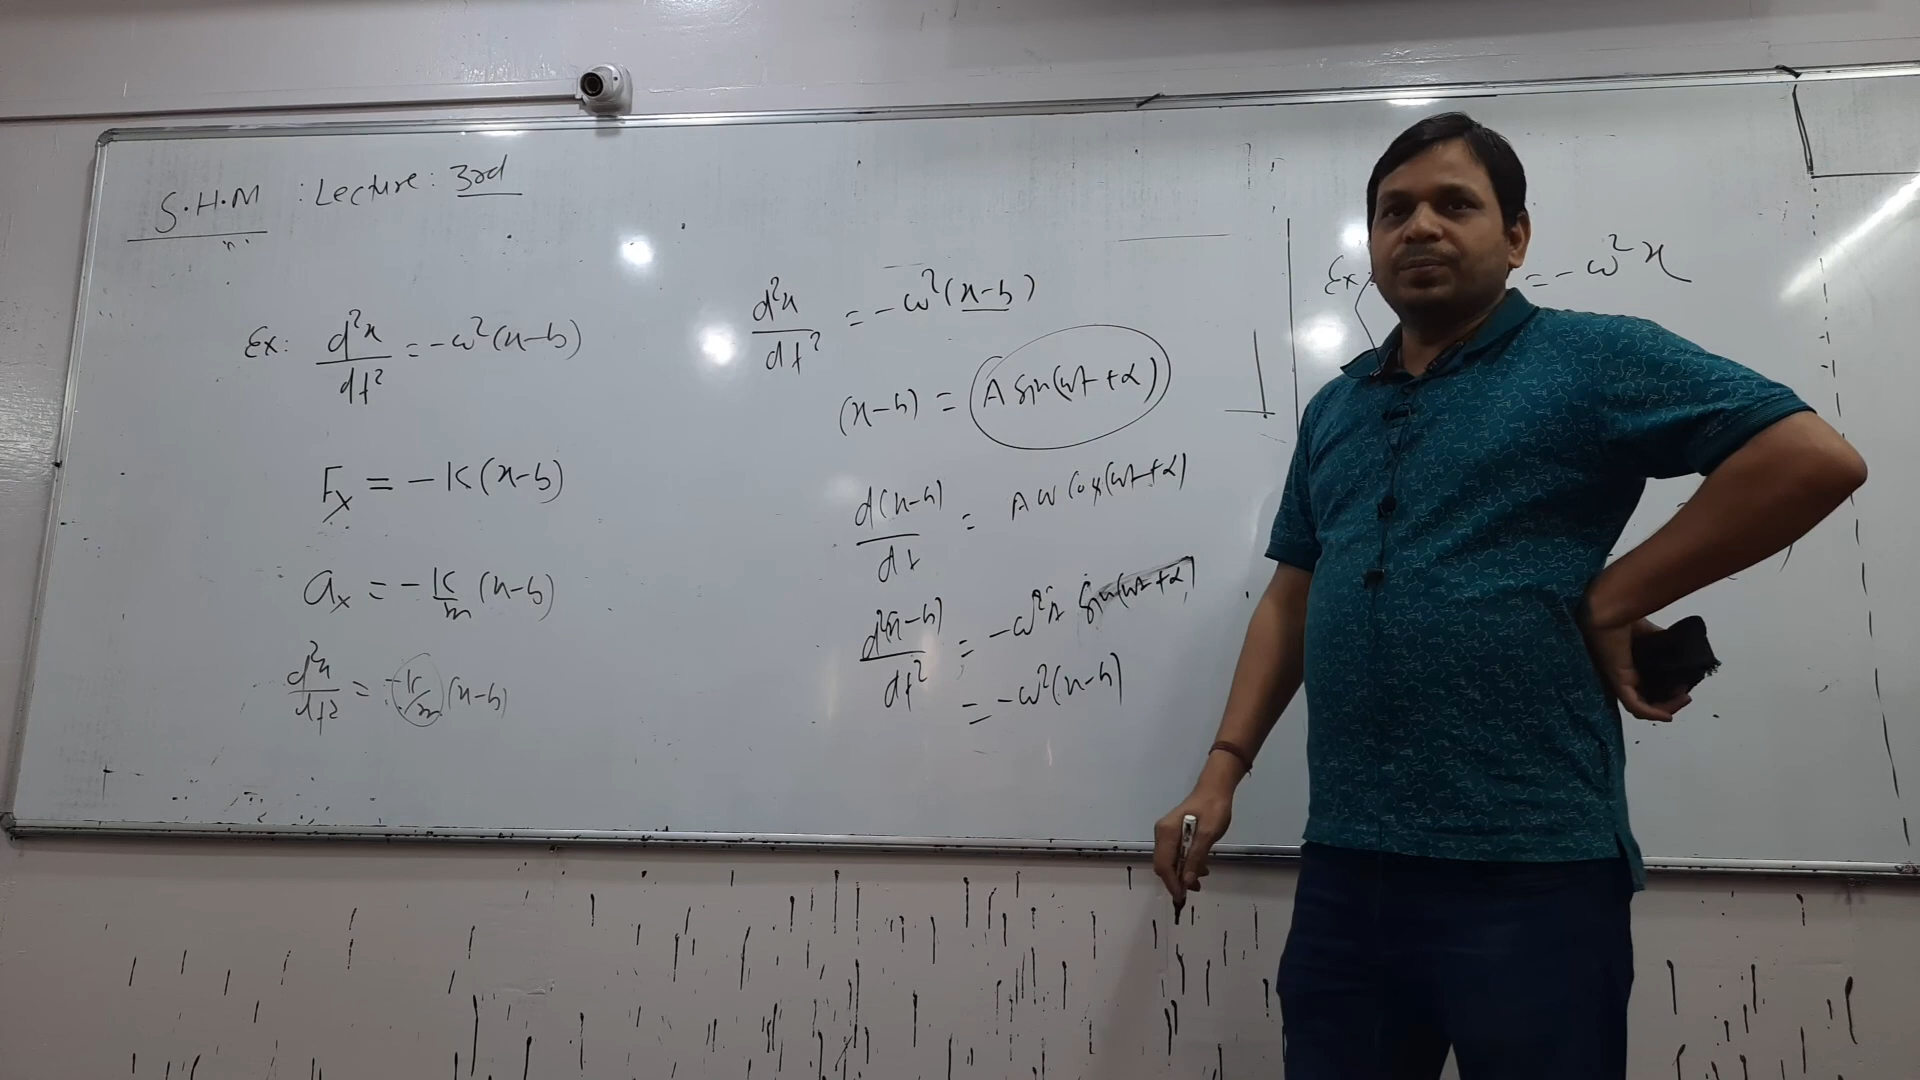 S.H.M : Lecture: 3rd
Ex: d²x/dt² = -ω²(x-b)
Fx = -K(x-b)
ax = -K/m (x-b)
d²x/dt² = -K/m (x-b)
d²x/dt² = -ω²(x-b)
(x-b) = A sin(ωt+α)
d(x-b)/dt = Aω Cos(ωt+α)
d²(x-b)/dt² = -ω²A Sin(ωt+α)
= -ω²(x-b)
Ex: = -ω²x